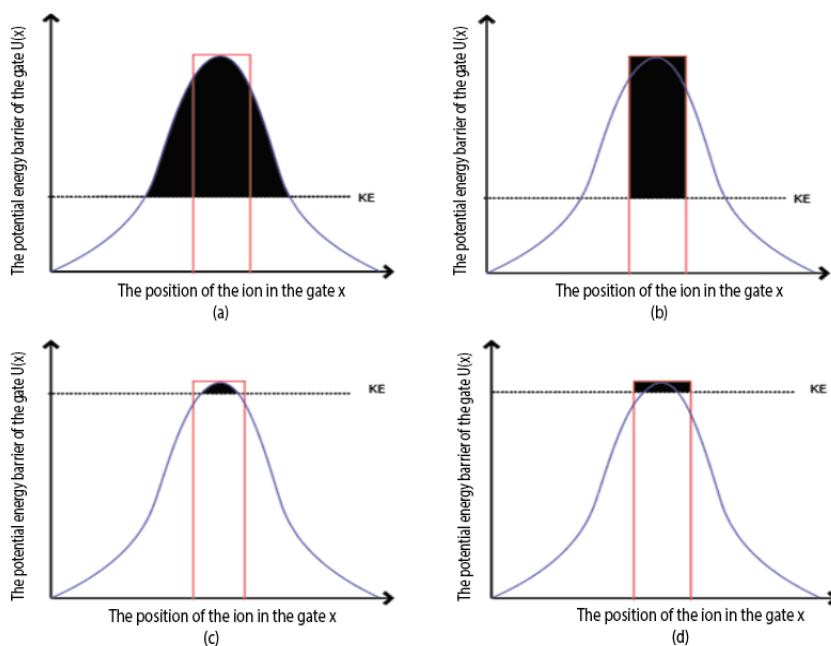 The potential energy barrier of the gate U(x)
KE
The position of the ion in the gate x
(a)
The potential energy barrier of the gate U(x)
KE
The position of the ion in the gate x
(b)
The potential energy barrier of the gate U(x)
KE
The position of the ion in the gate x
(c)
The potential energy barrier of the gate U(x)
KE
The position of the ion in the gate x
(d)